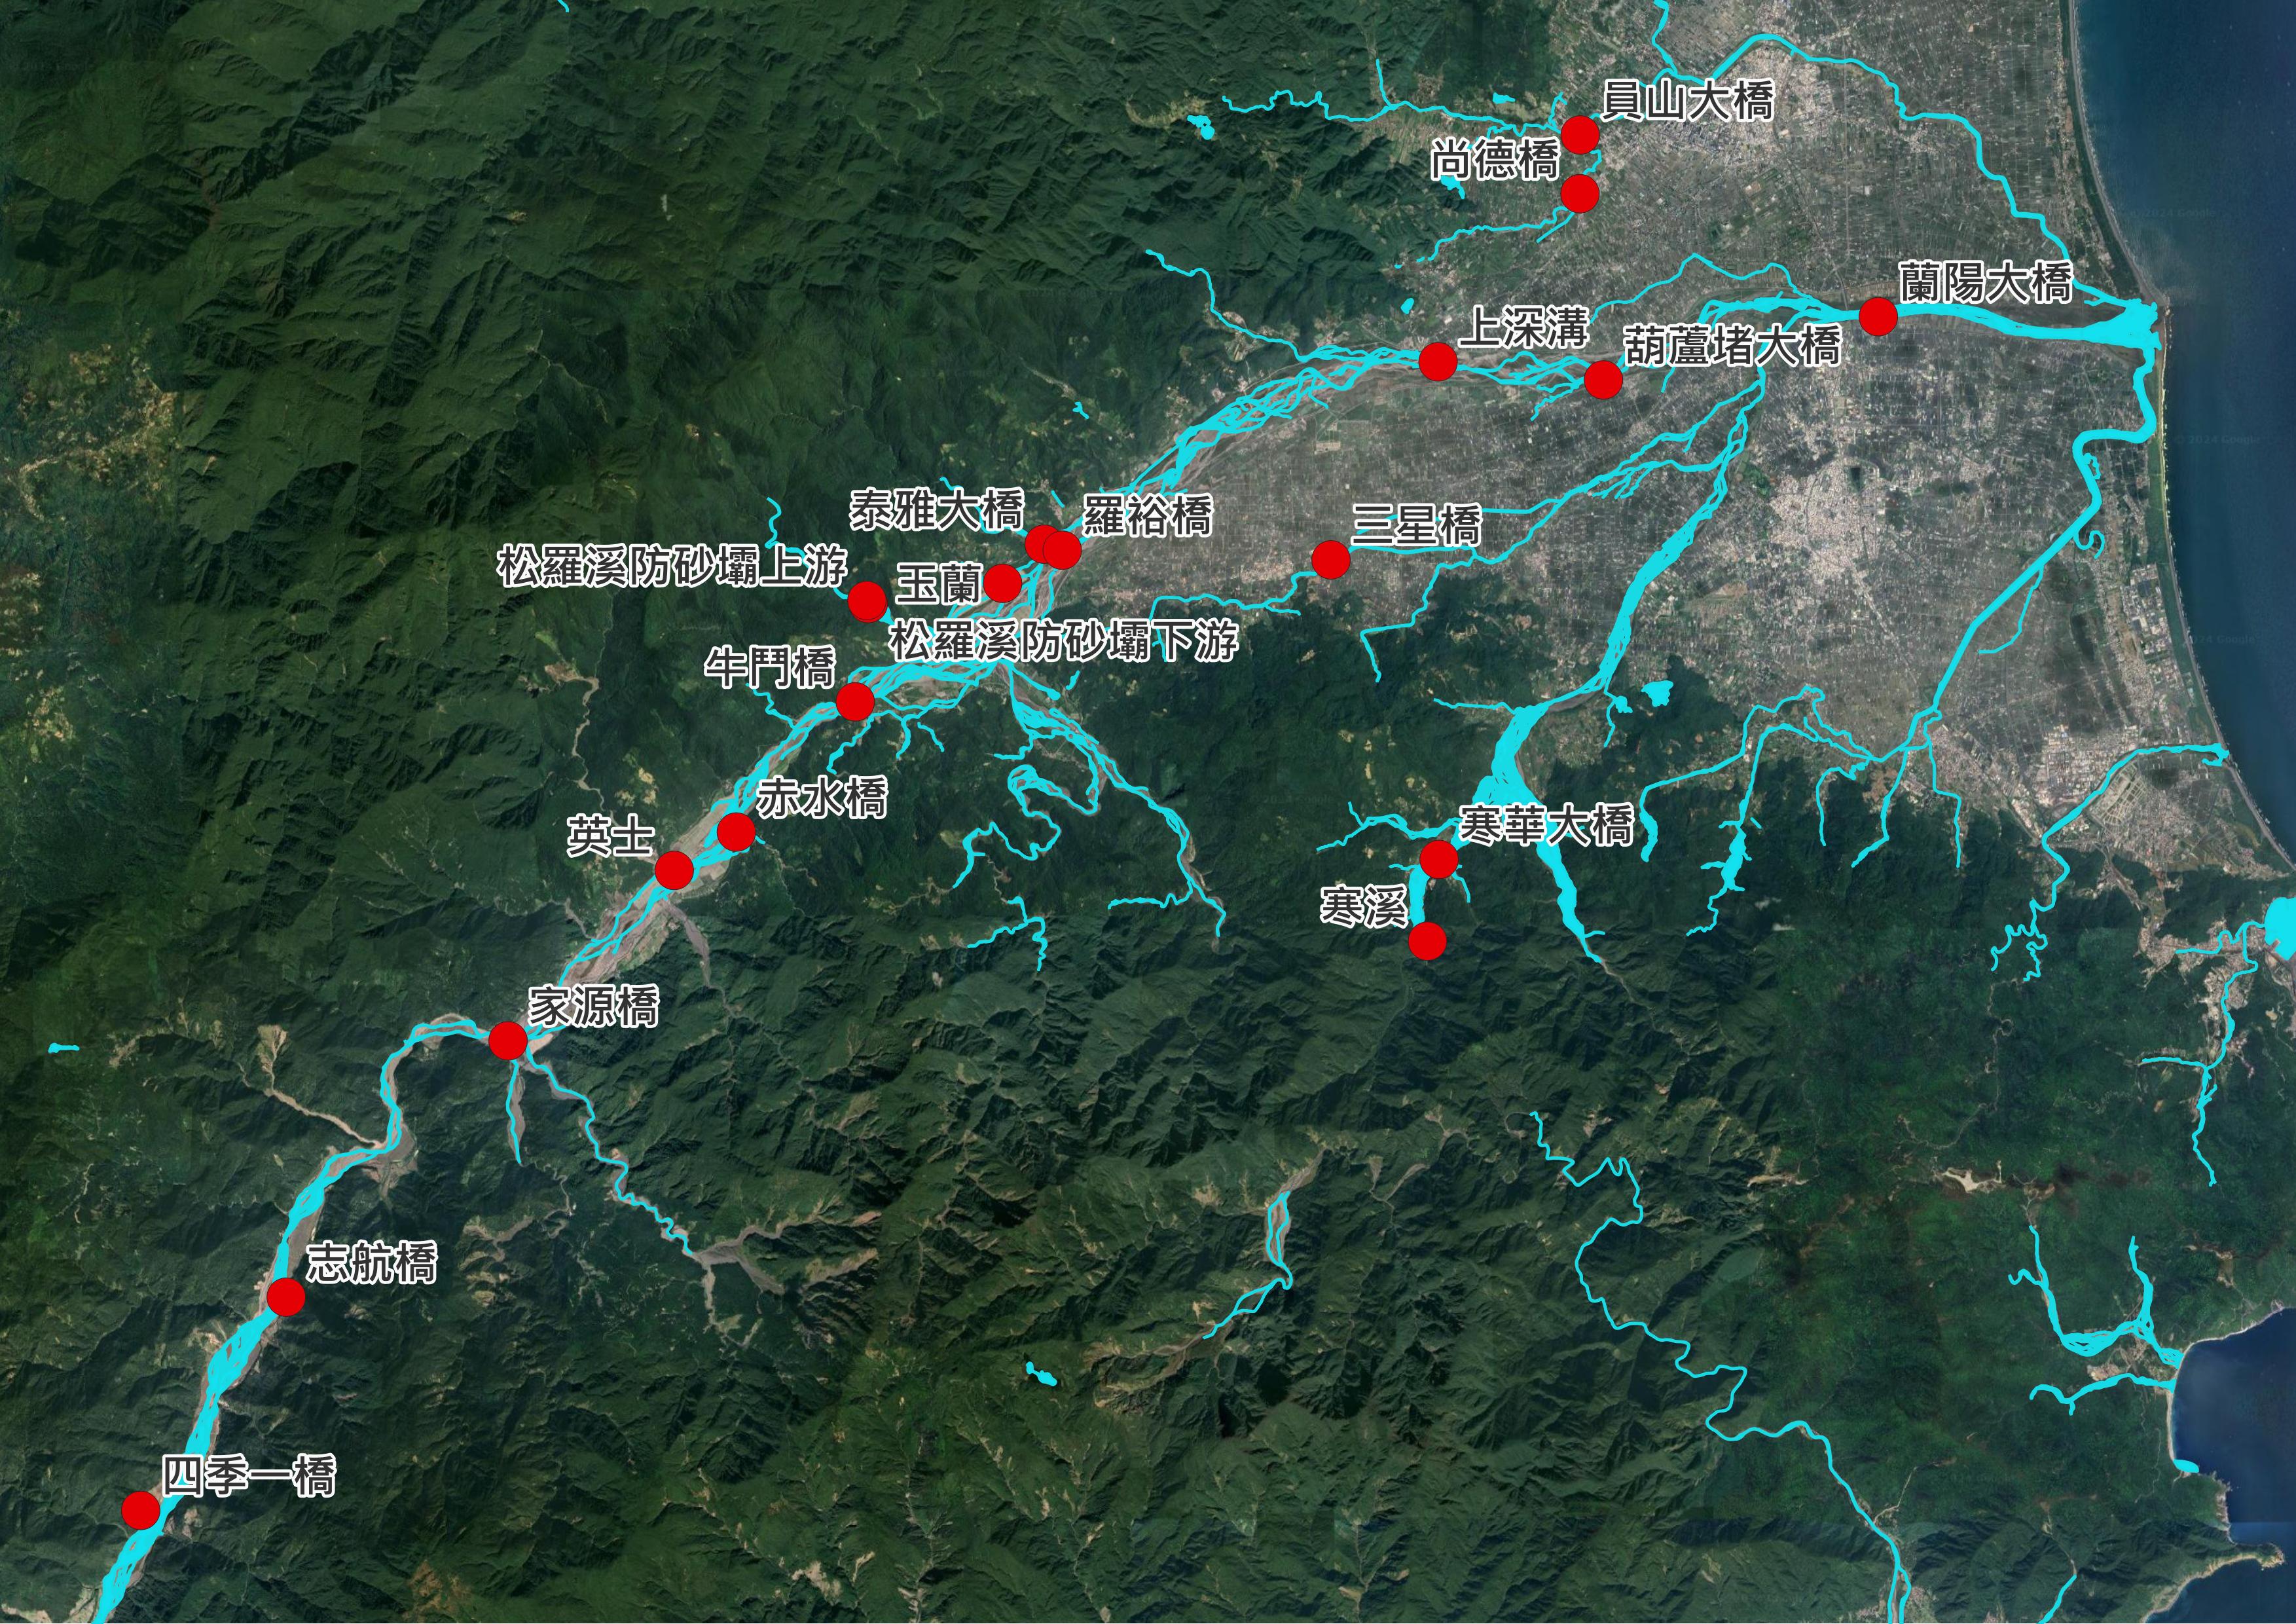 員山大橋
尚德橋
蘭陽大橋
上深溝
葫蘆堵大橋
泰雅大橋
羅裕橋
三星橋
松羅溪防砂壩上游
玉蘭
松羅溪防砂壩下游
牛鬥橋
赤水橋
英士
寒華大橋
寒溪
家源橋
志航橋
四季一橋